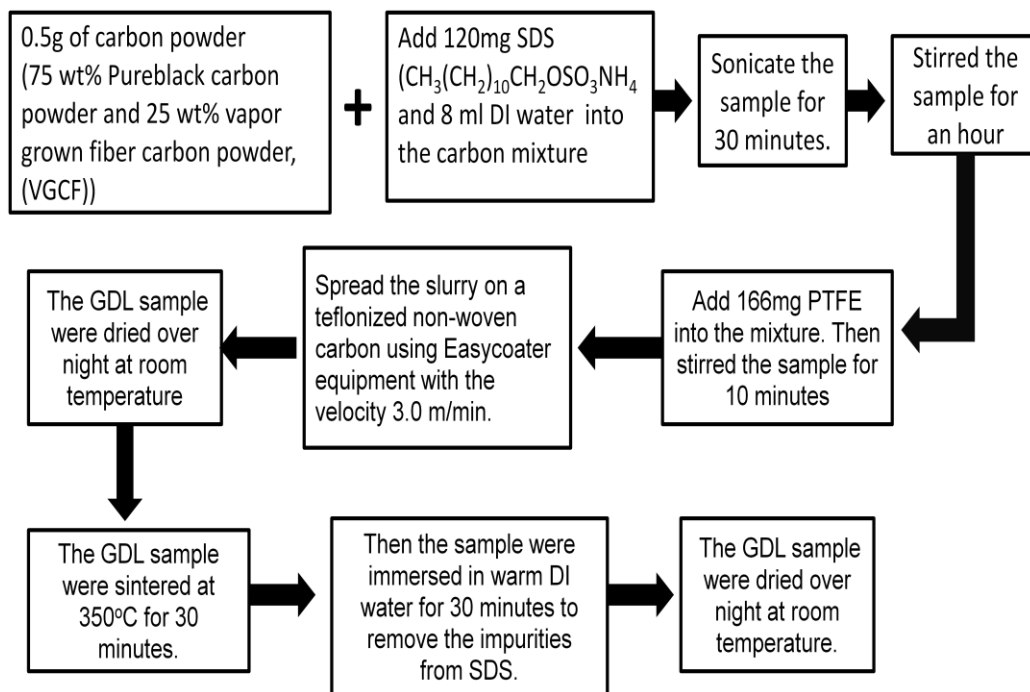 0.5g of carbon powder
(75 wt% Pureblack carbon
powder and 25 wt% vapor
grown fiber carbon powder,
(VGCF))
+
Add 120mg SDS
(CH₃(CH₂)₁₀CH₂OSO₃NH₄
and 8 ml DI water into
the carbon mixture
Sonicate the
sample for
30 minutes.
Stirred the
sample for
an hour
Add 166mg PTFE
into the mixture. Then
stirred the sample for
10 minutes
Spread the slurry on a
teflonized non-woven
carbon using Easycoater
equipment with the
velocity 3.0 m/min.
The GDL sample
were dried over
night at room
temperature
The GDL sample
were sintered at
350ºC for 30
minutes.
Then the sample were
immersed in warm DI
water for 30 minutes to
remove the impurities
from SDS.
The GDL sample
were dried over
night at room
temperature.